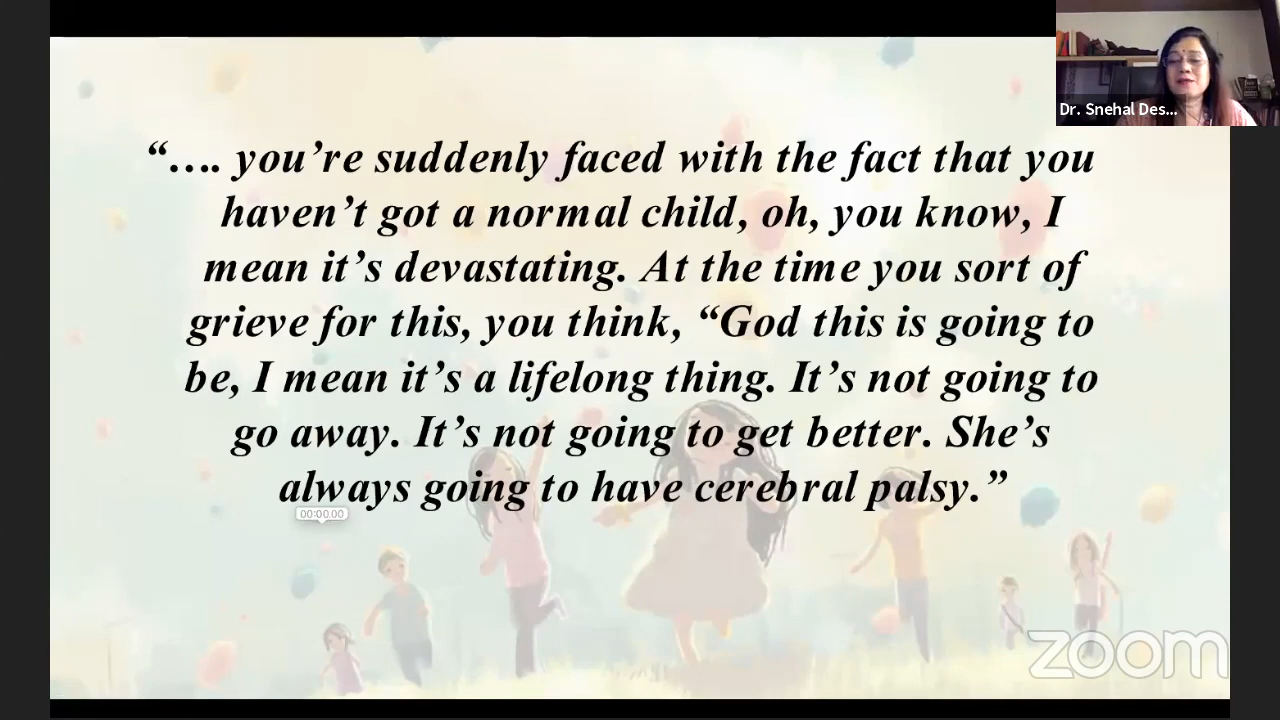 Dr. Snehal Des...
“.... you’re suddenly faced with the fact that you
haven’t got a normal child, oh, you know, I
mean it’s devastating. At the time you sort of
grieve for this, you think, “God this is going to
be, I mean it’s a lifelong thing. It’s not going to
go away. It’s not going to get better. She’s
always going to have cerebral palsy.”
00:00.00
zoom